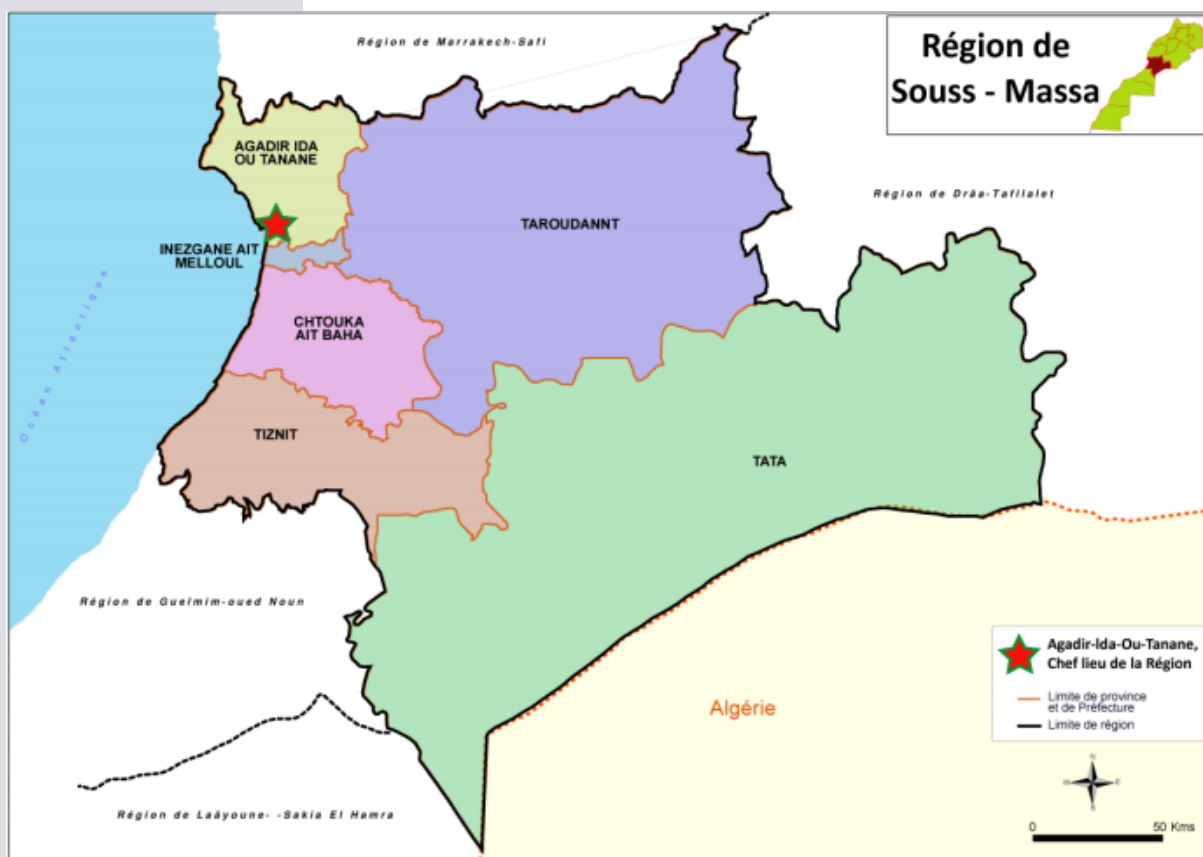 Région de Marrakech-Safi
Région de
Souss - Massa
AGADIR IDA
OU TANANE
Région de Drâa-Tafilalet
TAROUDANNT
INEZGANE AIT
MELLOUL
Océan Atlantique
CHTOUKA
AIT BAHA
TIZNIT
TATA
Région de Guelmim-oued Noun
Agadir-Ida-Ou-Tanane,
Chef lieu de la Région
Limite de province
et de Préfecture
Limite de région
Algérie
N
W E
S
Région de Laâyoune- -Sakia El Hamra
0 50 Kms